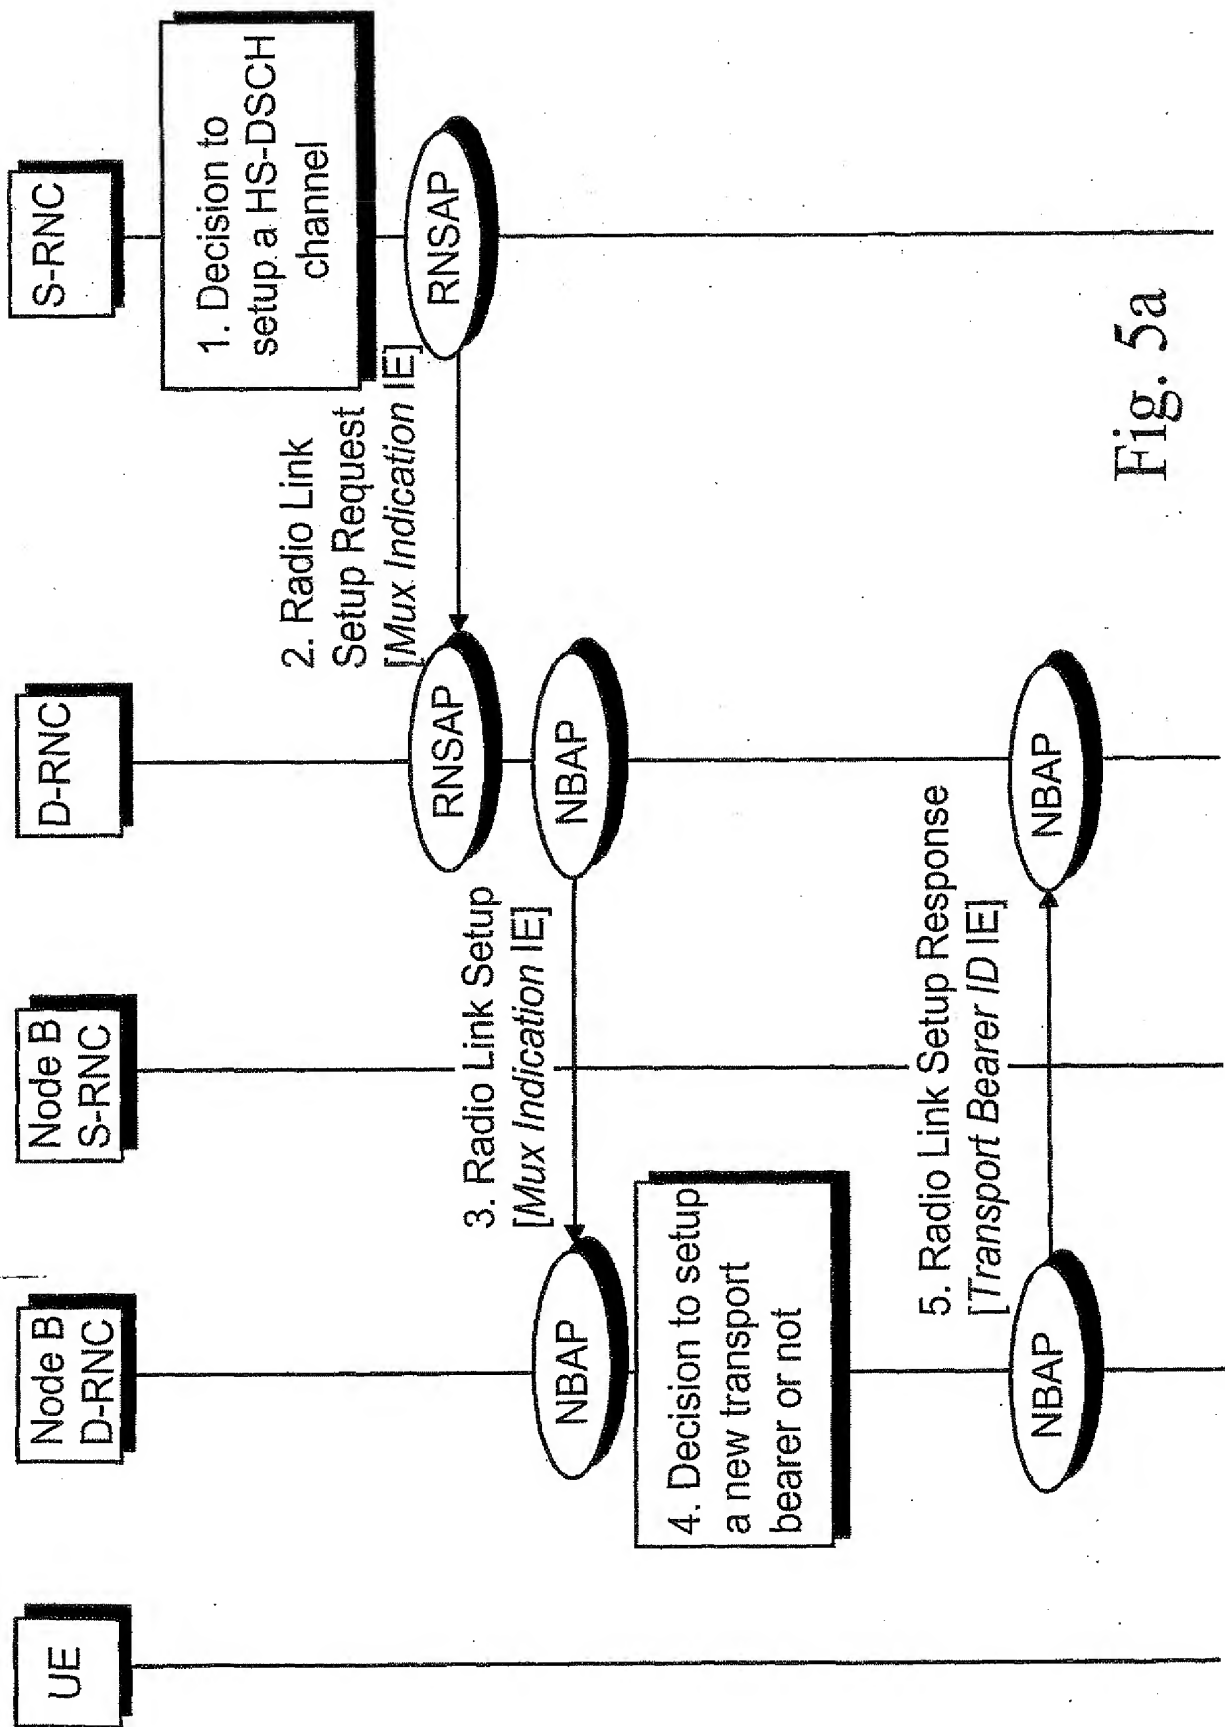 UE
Node B
D-RNC
Node B
S-RNC
D-RNC
S-RNC
1. Decision to
setup a HS-DSCH
channel
2. Radio Link
Setup Request
[Mux Indication IE]
RNSAP
RNSAP
3. Radio Link Setup
[Mux Indication IE]
NBAP
NBAP
4. Decision to setup
a new transport
bearer or not
5. Radio Link Setup Response
[Transport Bearer ID IE]
NBAP
NBAP
Fig. 5a